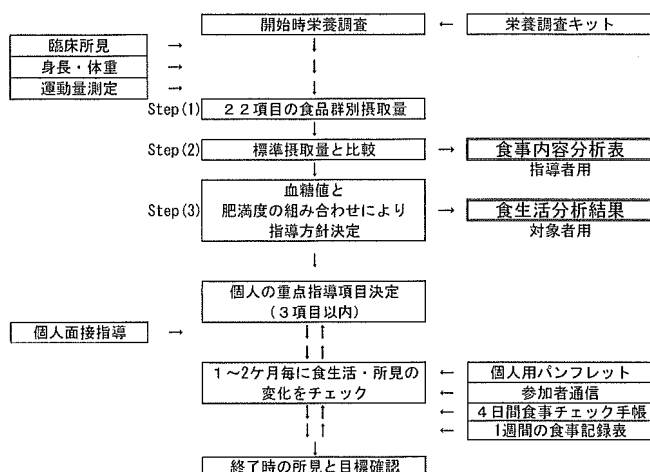 開始時栄養調査 ← 栄養調査キット
臨床所見 →
身長・体重 →
運動量測定 →
Step(1) 22項目の食品群別摂取量
Step(2) 標準摂取量と比較 → 食事内容分析表
指導者用
血糖値と
Step(3) 肥満度の組み合わせにより → 食生活分析結果
指導方針決定
対象者用
個人の重点指導項目決定
(3項目以内)
個人面接指導 →
1～2ケ月毎に食生活・所見の
変化をチェック
← 個人用パンフレット
← 参加者通信
← 4日間食事チェック手帳
← 1週間の食事記録表
終了時の所見と目標確認